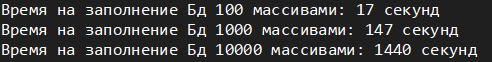 Время на заполнение Бд 100 массивами: 17 секунд
Время на заполнение Бд 1000 массивами: 147 секунд
Время на заполнение Бд 10000 массивами: 1440 секунд